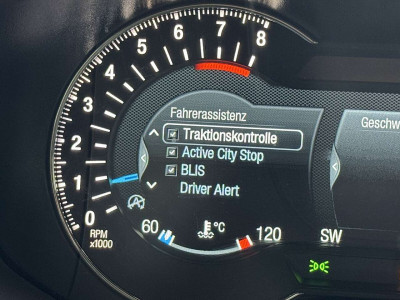 8
7
6
5
4
3
2
1
0
RPM
x1000
Fahrerassistenz
Traktionskontrolle
Active City Stop
BLIS
Driver Alert
60 °C 120
SW
Geschw